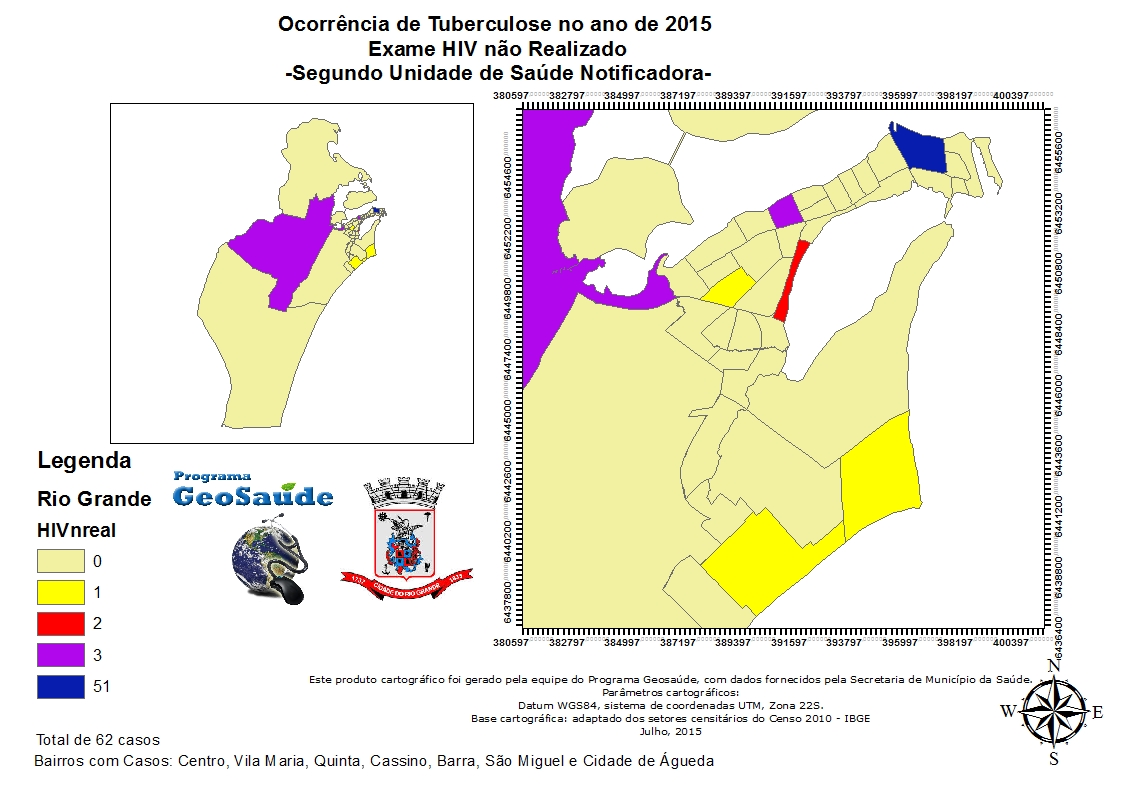 Ocorrência de Tuberculose no ano de 2015
Exame HIV não Realizado
-Segundo Unidade de Saúde Notificadora-
380597 382797 384997 387197 389397 391597 393797 395997 398197 400397
6454600
6452200
6449800
6447400
6445000
6442600
6440200
6437800
6455600
6453200
6450800
6448400
6446000
6443600
6441200
6438800
6436400
380597 382797 384997 387197 389397 391597 393797 395997 398197 400397
Legenda
Rio Grande
HIVnreal
0
1
2
3
51
Programa
GeoSaúde
1737 CIDADE DO RIO GRANDE 1835
Este produto cartográfico foi gerado pela equipe do Programa Geosaúde, com dados fornecidos pela Secretaria de Município da Saúde.
Parâmetros cartográficos:
Datum WGS84, sistema de coordenadas UTM, Zona 22S.
Base cartográfica: adaptado dos setores censitários do Censo 2010 - IBGE
Julho, 2015
N
W E
S
Total de 62 casos
Bairros com Casos: Centro, Vila Maria, Quinta, Cassino, Barra, São Miguel e Cidade de Águeda